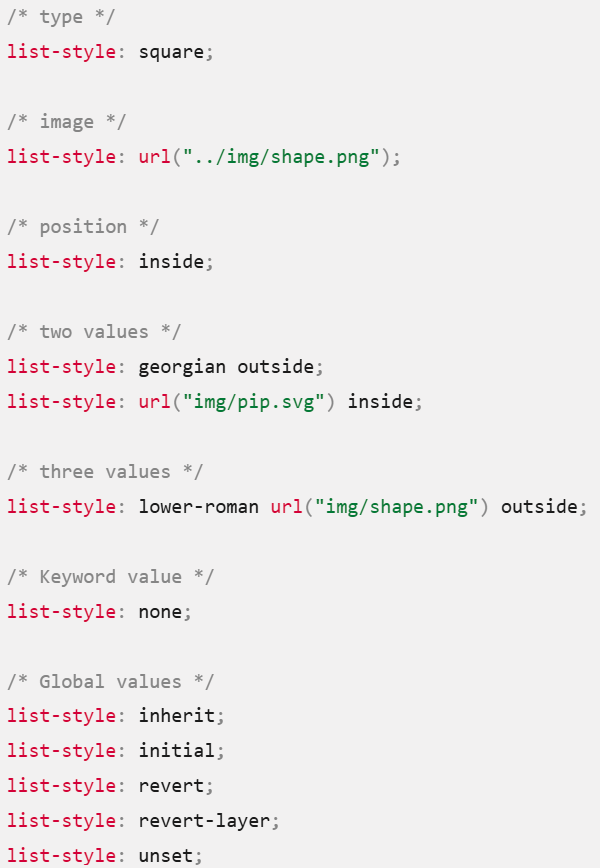 /* type */
list-style: square;
/* image */
list-style: url("../img/shape.png");
/* position */
list-style: inside;
/* two values */
list-style: georgian outside;
list-style: url("img/pip.svg") inside;
/* three values */
list-style: lower-roman url("img/shape.png") outside;
/* Keyword value */
list-style: none;
/* Global values */
list-style: inherit;
list-style: initial;
list-style: revert;
list-style: revert-layer;
list-style: unset;